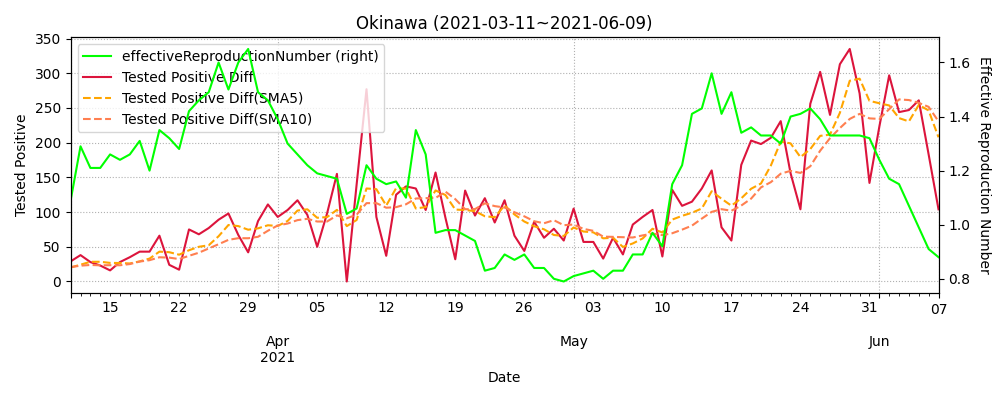 Okinawa (2021-03-11~2021-06-09)
effectiveReproductionNumber (right)
Tested Positive Diff
Tested Positive Diff(SMA5)
Tested Positive Diff(SMA10)
Tested Positive
350
300
250
200
150
100
50
0
1.6
1.4
1.2
1.0
0.8
Effective Reproduction Number
15 22 29 05 12 19 26 03 10 17 24 31 07
Apr May Jun
2021
Date